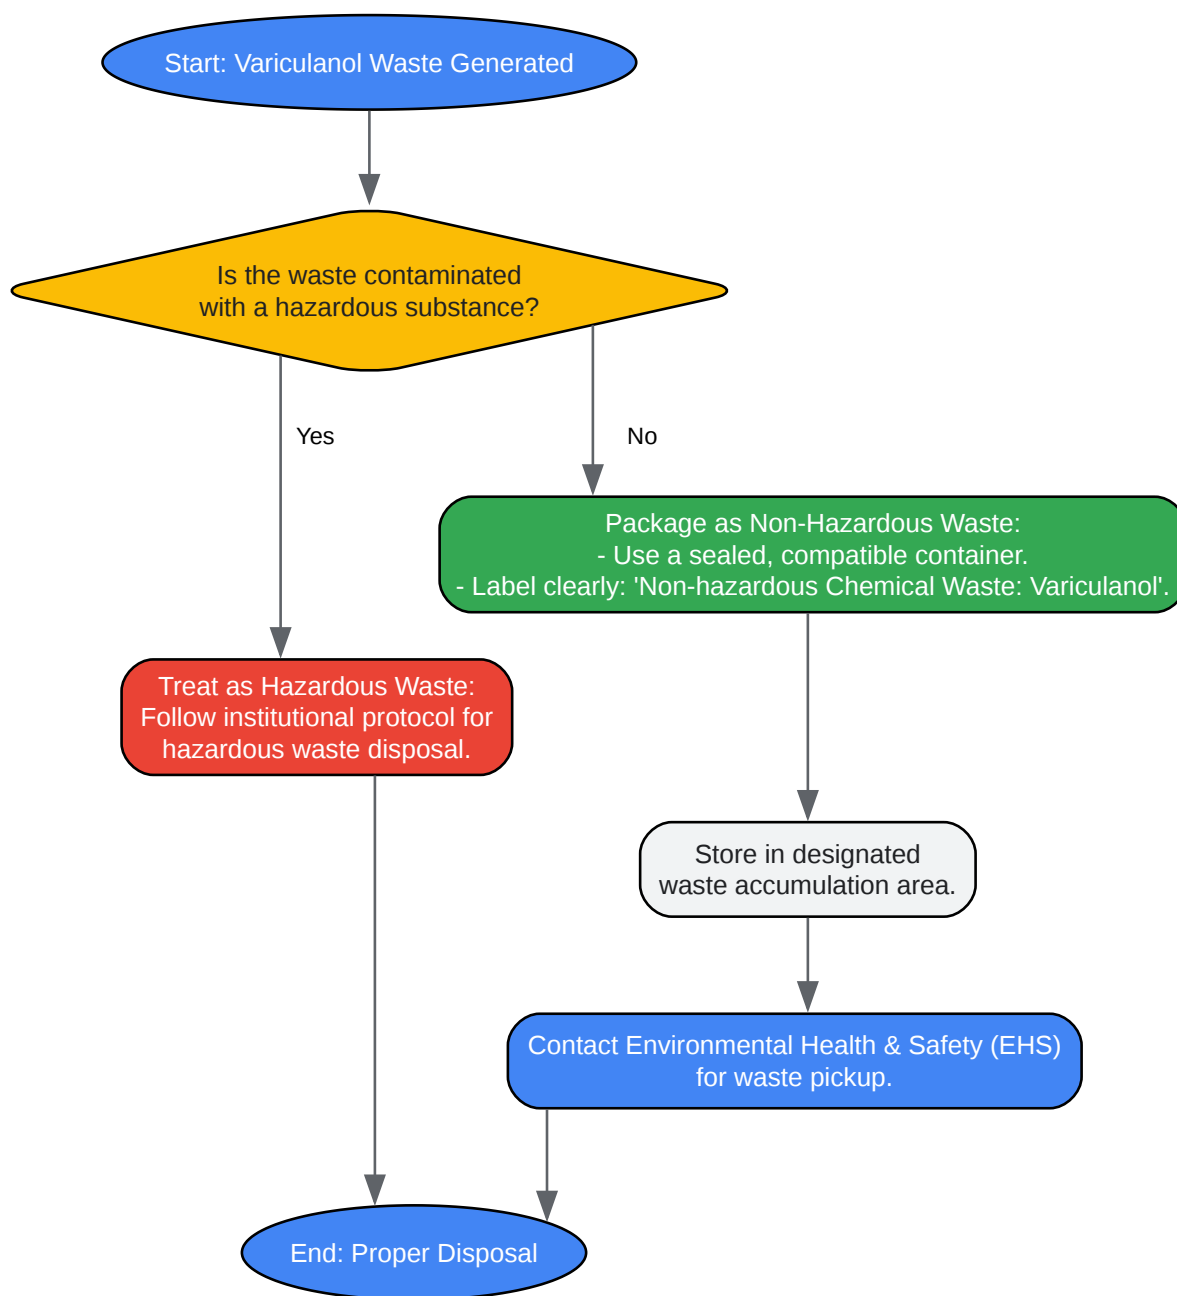 Start: Variculanol Waste Generated
Is the waste contaminated
with a hazardous substance?
Yes
No
Package as Non-Hazardous Waste:
- Use a sealed, compatible container.
- Label clearly: 'Non-hazardous Chemical Waste: Variculanol'.
Treat as Hazardous Waste:
Follow institutional protocol for
hazardous waste disposal.
Store in designated
waste accumulation area.
Contact Environmental Health & Safety (EHS)
for waste pickup.
End: Proper Disposal